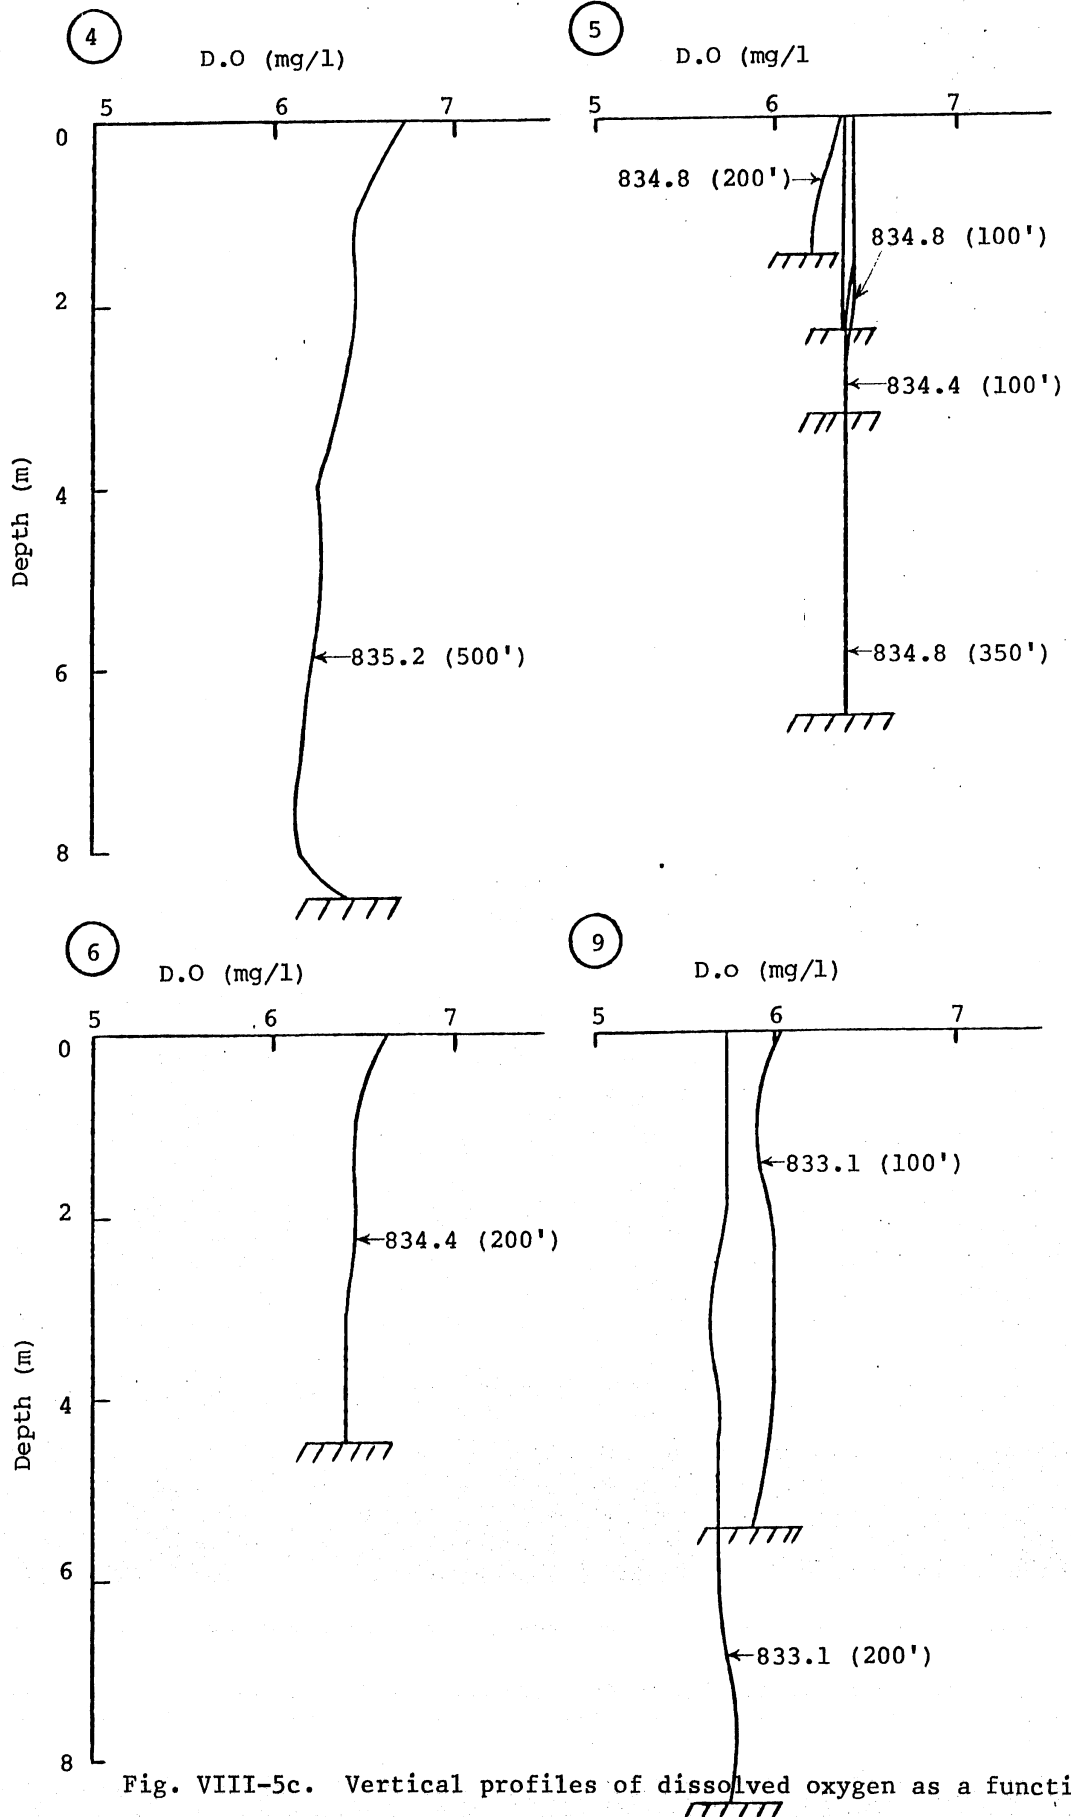 4
D.O (mg/l)
5 6 7
0
2
4
6
8
Depth (m)
835.2 (500')
5
D.O (mg/l
5 6 7
834.8 (200')
834.8 (100')
834.4 (100')
834.8 (350')
6
D.O (mg/l)
5 6 7
0
2
4
6
8
Depth (m)
834.4 (200')
9
D.o (mg/l)
5 6 7
833.1 (100')
833.1 (200')
Fig. VIII-5c. Vertical profiles of dissolved oxygen as a functi